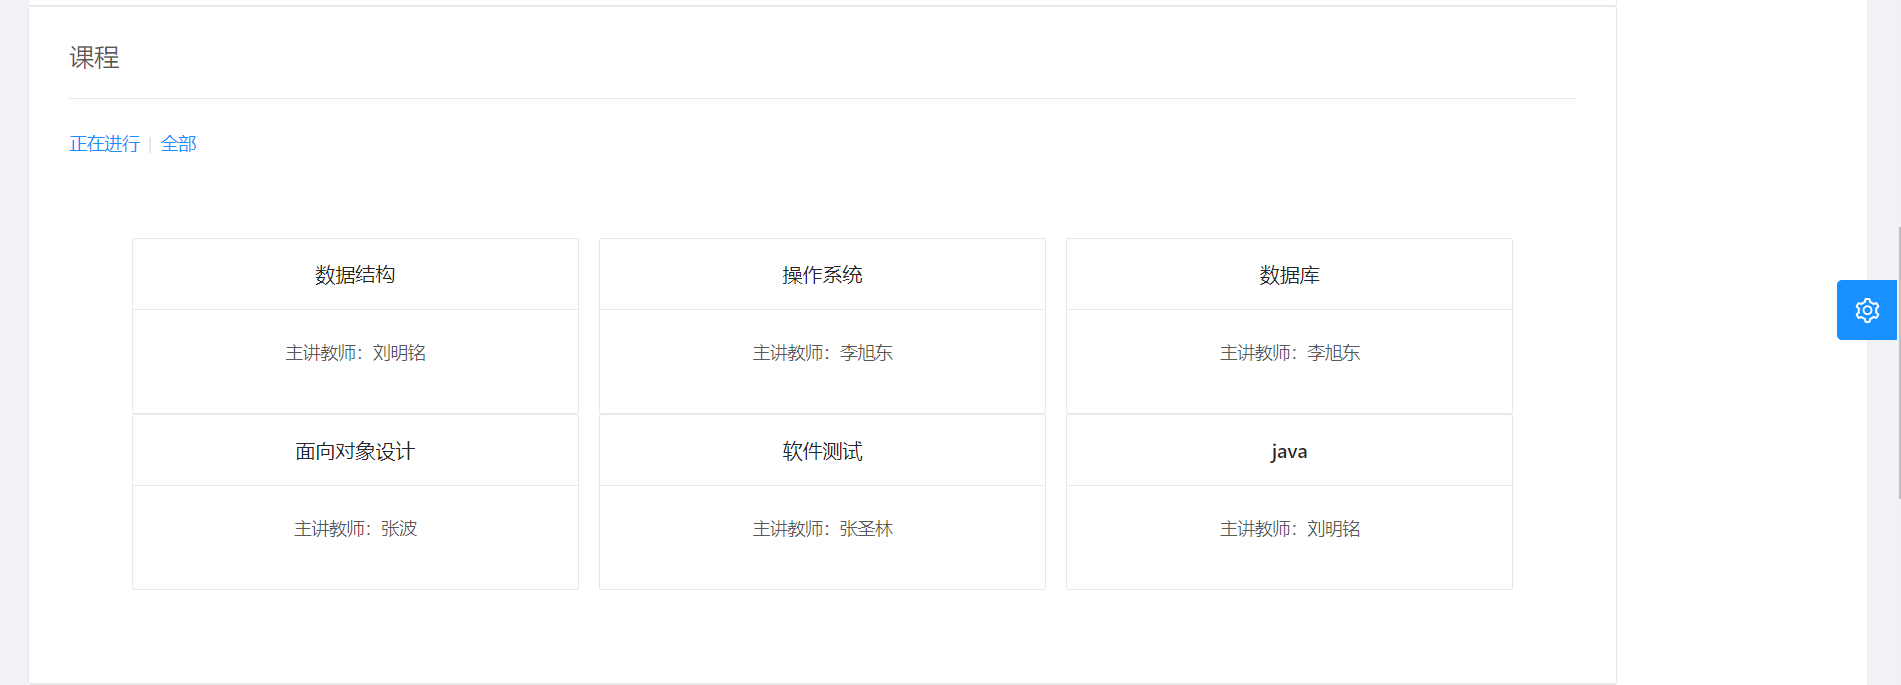 课程
正在进行 | 全部
数据结构
操作系统
数据库
主讲教师：刘明铭
主讲教师：李旭东
主讲教师：李旭东
面向对象设计
软件测试
java
主讲教师：张波
主讲教师：张圣林
主讲教师：刘明铭